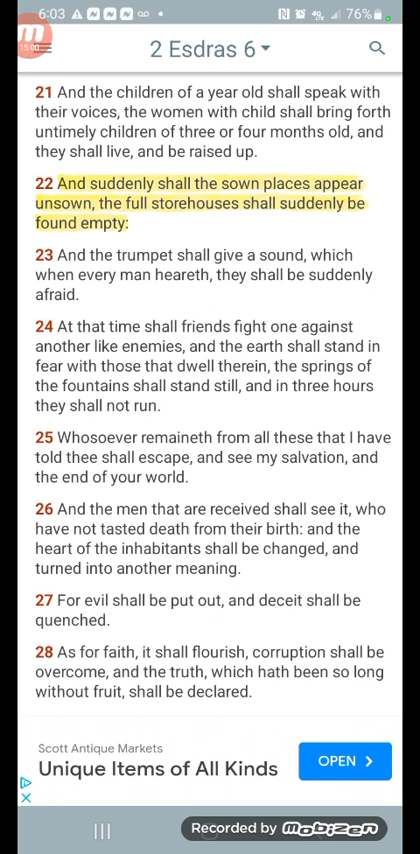 6:03
4G
76%
15:00
2 Esdras 6
21 And the children of a year old shall speak with
their voices, the women with child shall bring forth
untimely children of three or four months old, and
they shall live, and be raised up.
22 And suddenly shall the sown places appear
unsown, the full storehouses shall suddenly be
found empty:
23 And the trumpet shall give a sound, which
when every man heareth, they shall be suddenly
afraid.
24 At that time shall friends fight one against
another like enemies, and the earth shall stand in
fear with those that dwell therein, the springs of
the fountains shall stand still, and in three hours
they shall not run.
25 Whosoever remaineth from all these that I have
told thee shall escape, and see my salvation, and
the end of your world.
26 And the men that are received shall see it, who
have not tasted death from their birth: and the
heart of the inhabitants shall be changed, and
turned into another meaning.
27 For evil shall be put out, and deceit shall be
quenched.
28 As for faith, it shall flourish, corruption shall be
overcome, and the truth, which hath been so long
without fruit, shall be declared.
Scott Antique Markets
Unique Items of All Kinds
OPEN
Recorded by mobizen